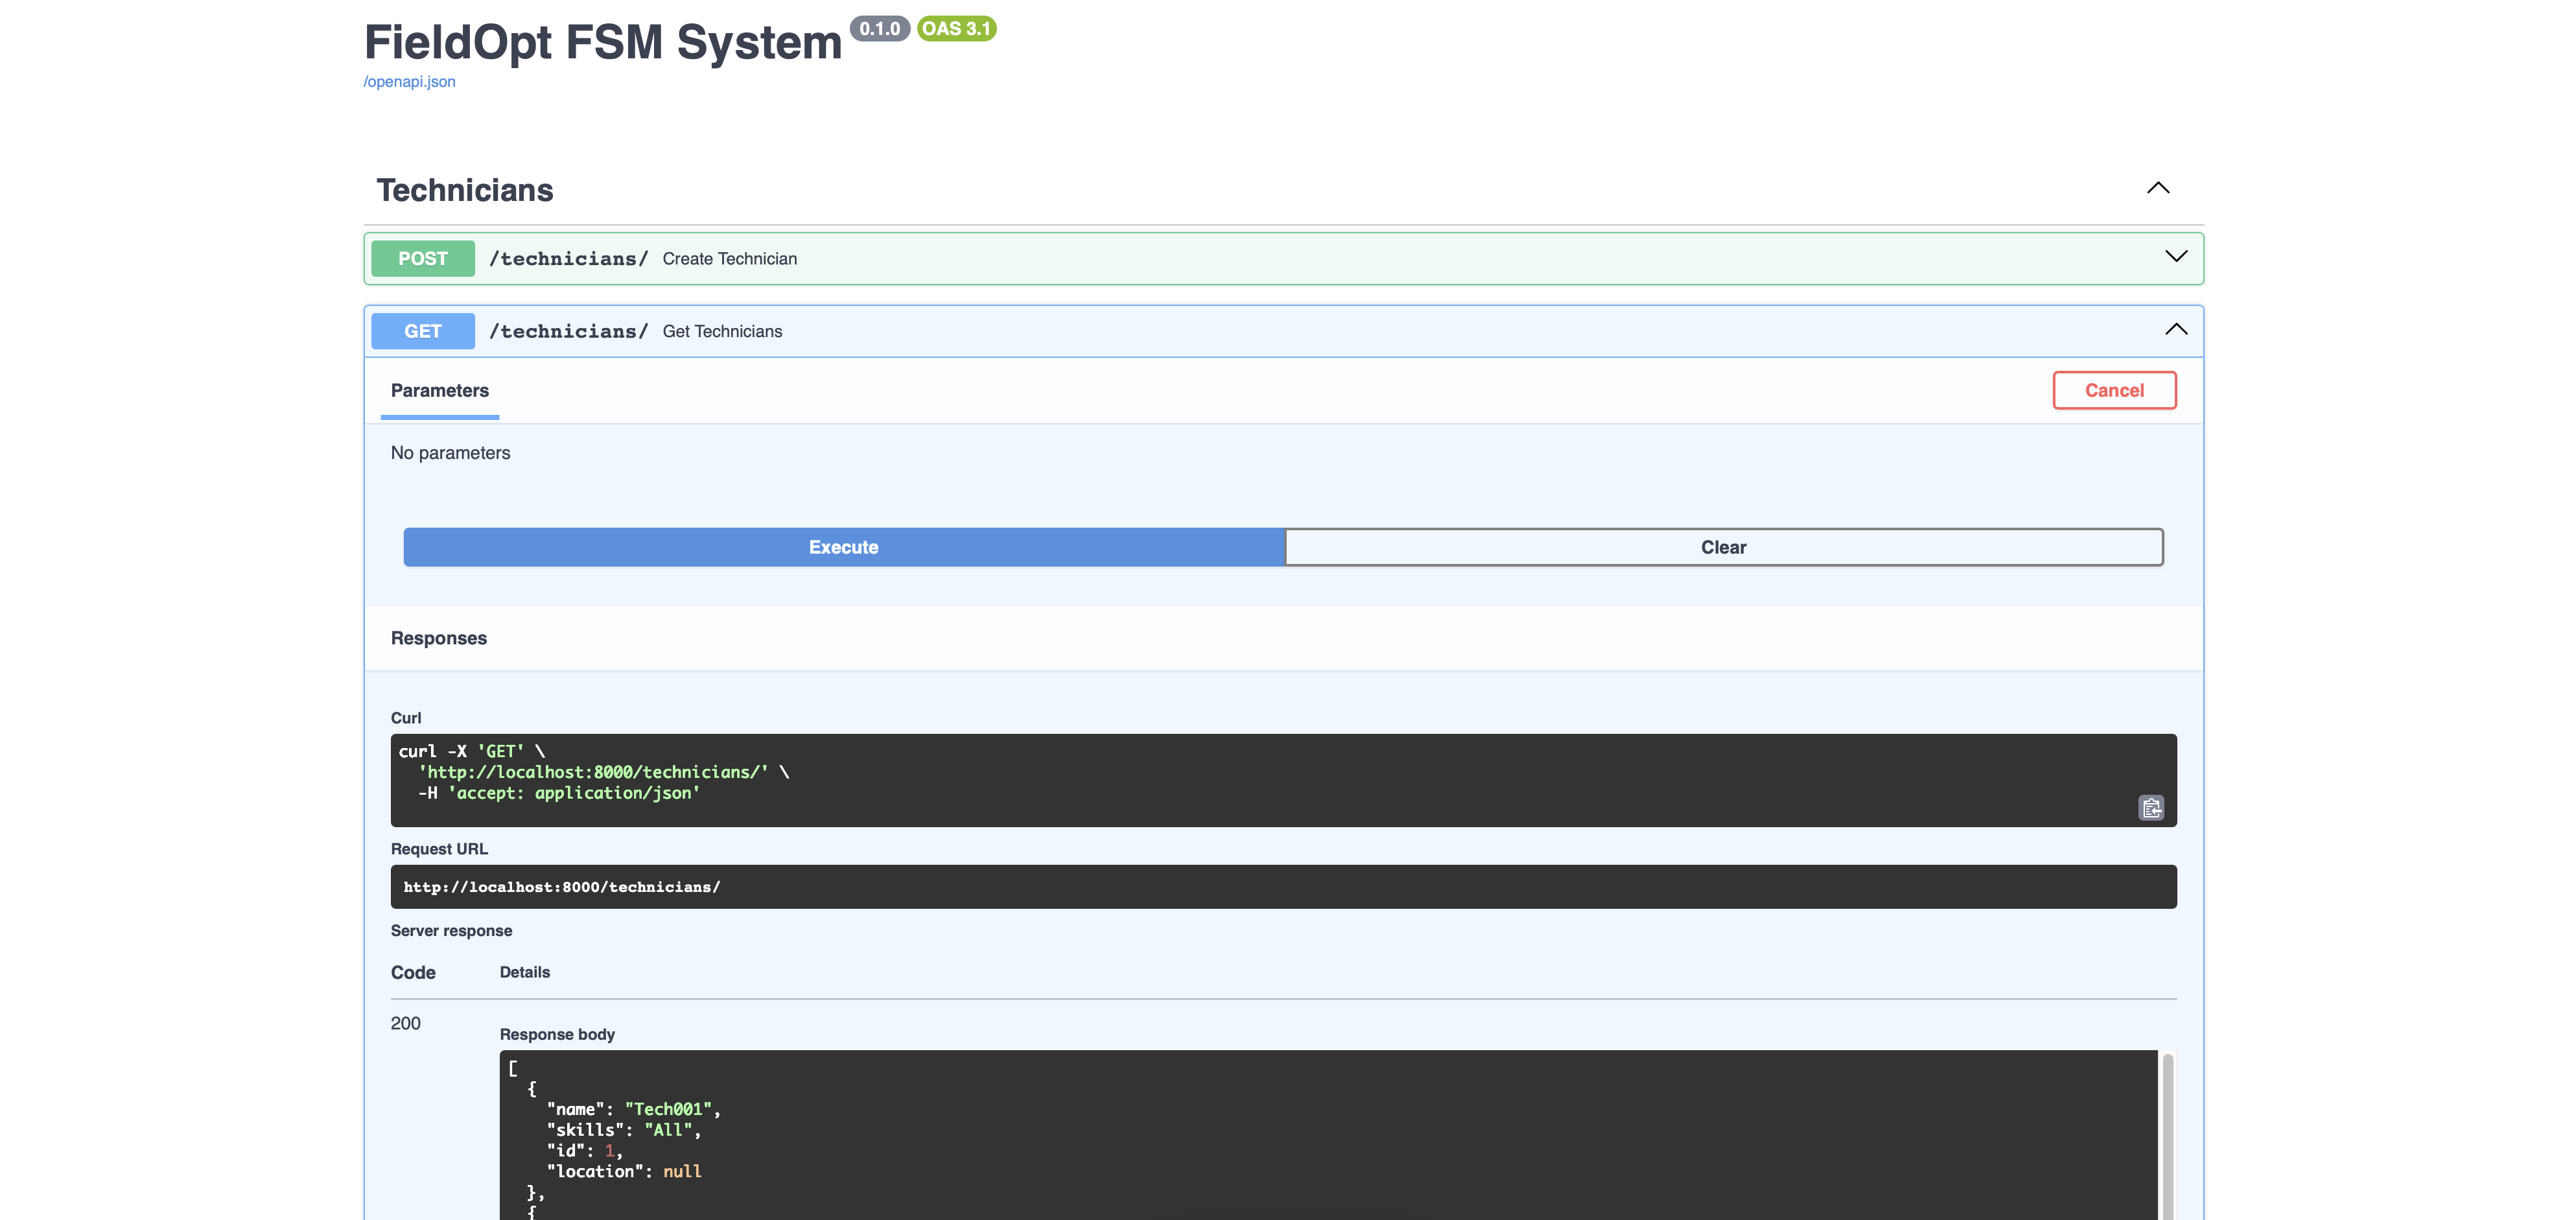 FieldOpt FSM System 0.1.0 OAS 3.1
/openapi.json
Technicians
POST /technicians/ Create Technician
GET /technicians/ Get Technicians
Parameters
Cancel
No parameters
Execute
Clear
Responses
Curl
curl -X 'GET' \
  'http://localhost:8000/technicians/' \
  -H 'accept: application/json'
Request URL
http://localhost:8000/technicians/
Server response
Code Details
200
Response body
[
  {
    "name": "Tech001",
    "skills": "All",
    "id": 1,
    "location": null
  },
  {